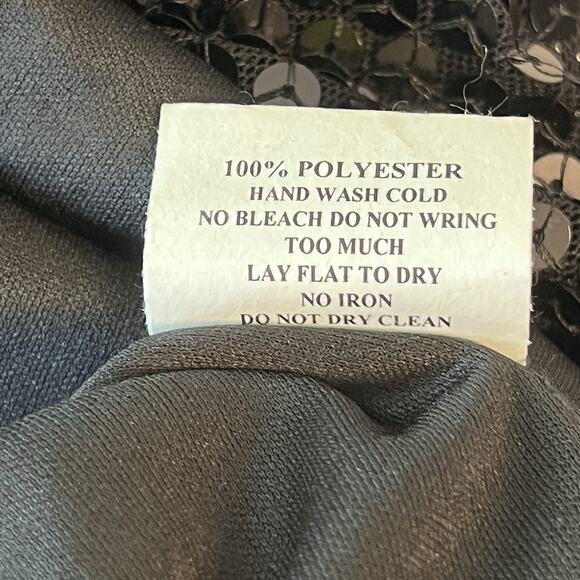 100% POLYESTER
HAND WASH COLD
NO BLEACH DO NOT WRING
TOO MUCH
LAY FLAT TO DRY
NO IRON
DO NOT DRY CLEAN